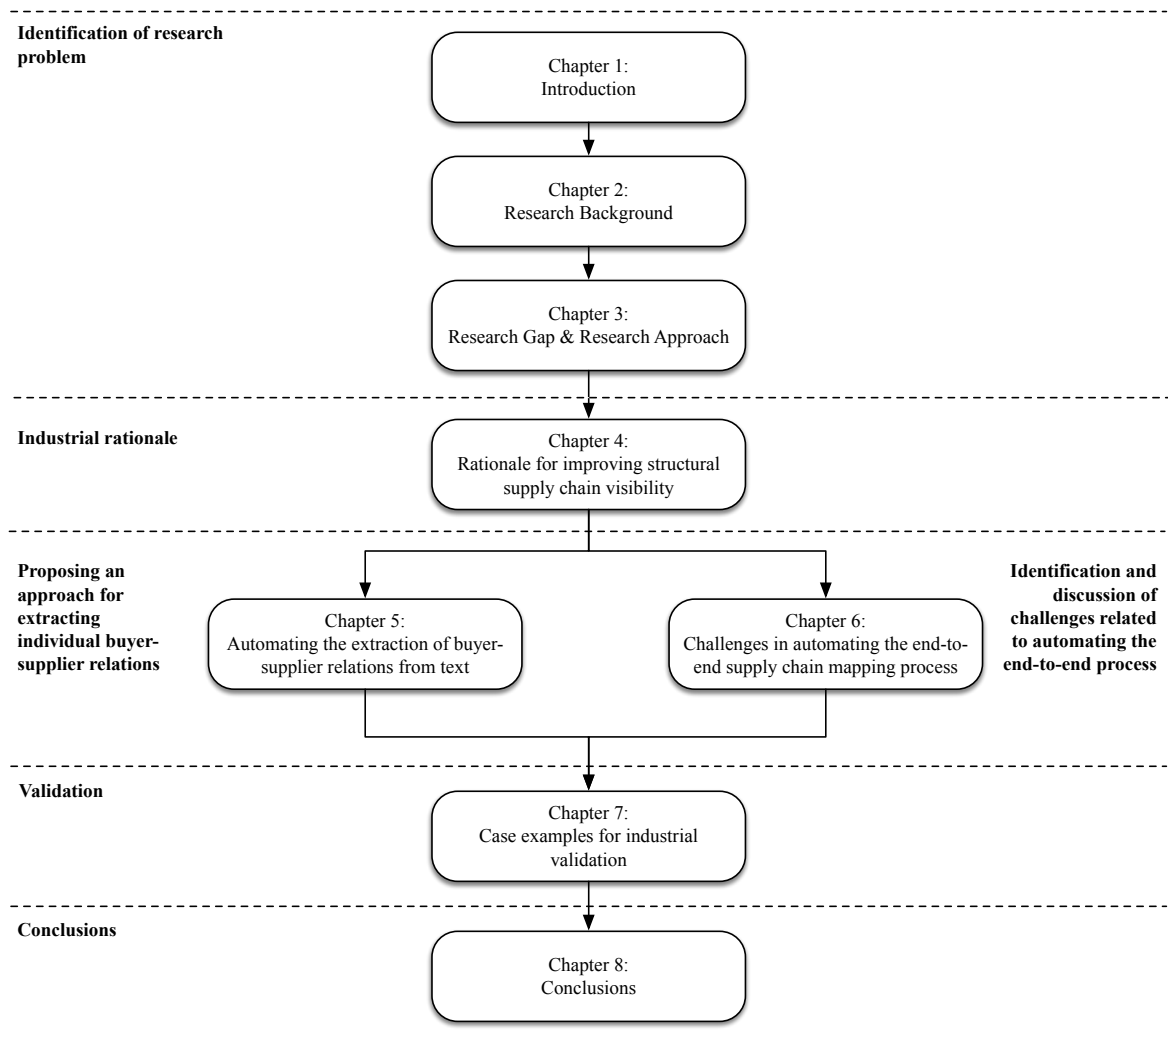 Identification of research
problem
Chapter 1:
Introduction
Chapter 2:
Research Background
Chapter 3:
Research Gap & Research Approach
Industrial rationale
Chapter 4:
Rationale for improving structural
supply chain visibility
Proposing an
approach for
extracting
individual buyer-
supplier relations
Chapter 5:
Automating the extraction of buyer-
supplier relations from text
Chapter 6:
Challenges in automating the end-to-
end supply chain mapping process
Identification and
discussion of
challenges related
to automating the
end-to-end process
Validation
Chapter 7:
Case examples for industrial
validation
Conclusions
Chapter 8:
Conclusions